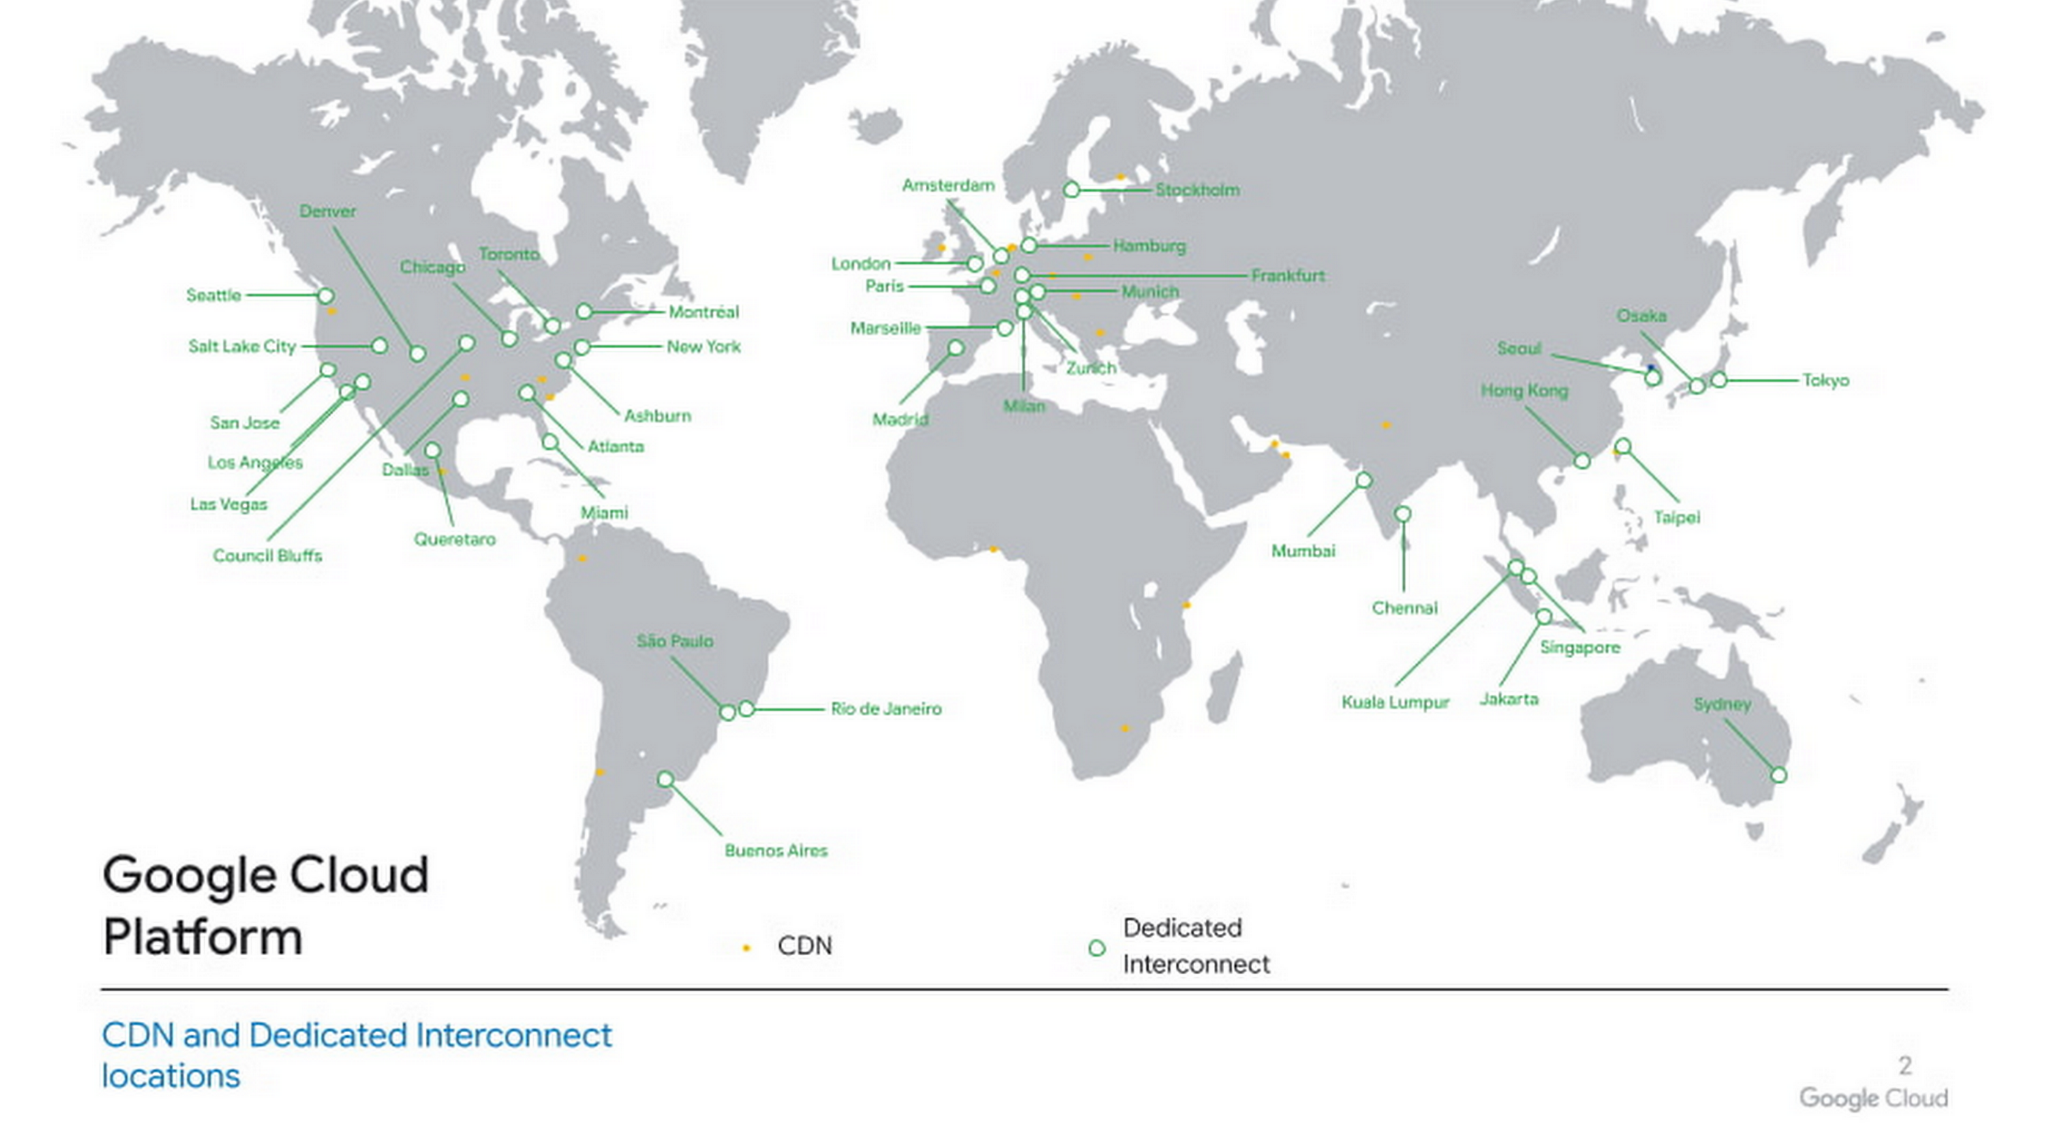 Denver
Chicago
Toronto
Seattle
Montréal
Salt Lake City
New York
San Jose
Ashburn
Los Angeles
Dallas
Atlanta
Las Vegas
Miami
Council Bluffs
Queretaro
São Paulo
Rio de Janeiro
Buenos Aires
Amsterdam
Stockholm
London
Hamburg
Paris
Frankfurt
Munich
Marseille
Zurich
Madrid
Milan
Osaka
Seoul
Hong Kong
Tokyo
Mumbai
Taipei
Chennai
Singapore
Kuala Lumpur
Jakarta
Sydney
Google Cloud
Platform
CDN
Dedicated
Interconnect
CDN and Dedicated Interconnect
locations
2
Google Cloud